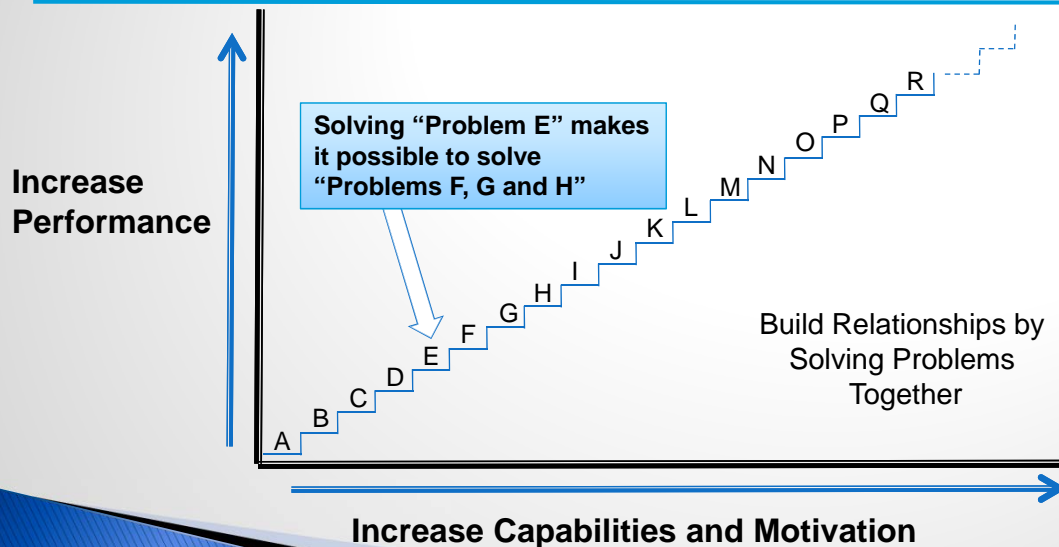 Solving “Problem E” makes
it possible to solve
“Problems F, G and H”
Increase
Performance
R
Q
P
O
N
M
L
K
J
I
H
G
F
E
D
C
B
A
Build Relationships by
Solving Problems
Together
Increase Capabilities and Motivation